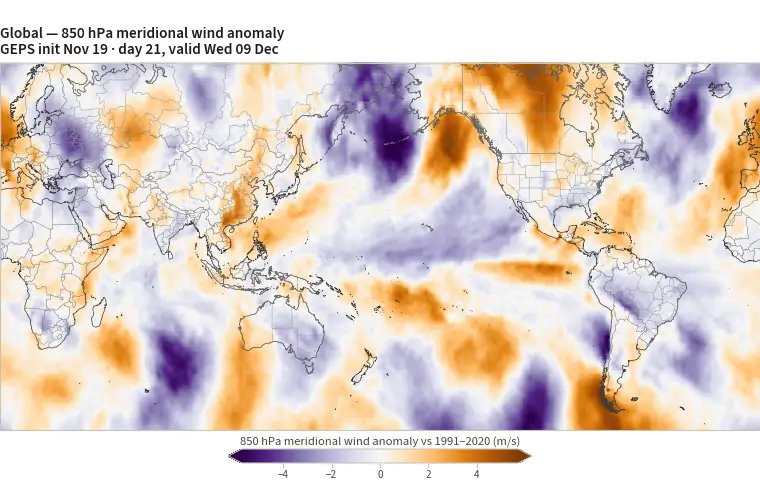 Global — 850 hPa meridional wind anomaly
GEPS init Nov 19 · day 21, valid Wed 09 Dec
850 hPa meridional wind anomaly vs 1991–2020 (m/s)
−4 −2 0 2 4